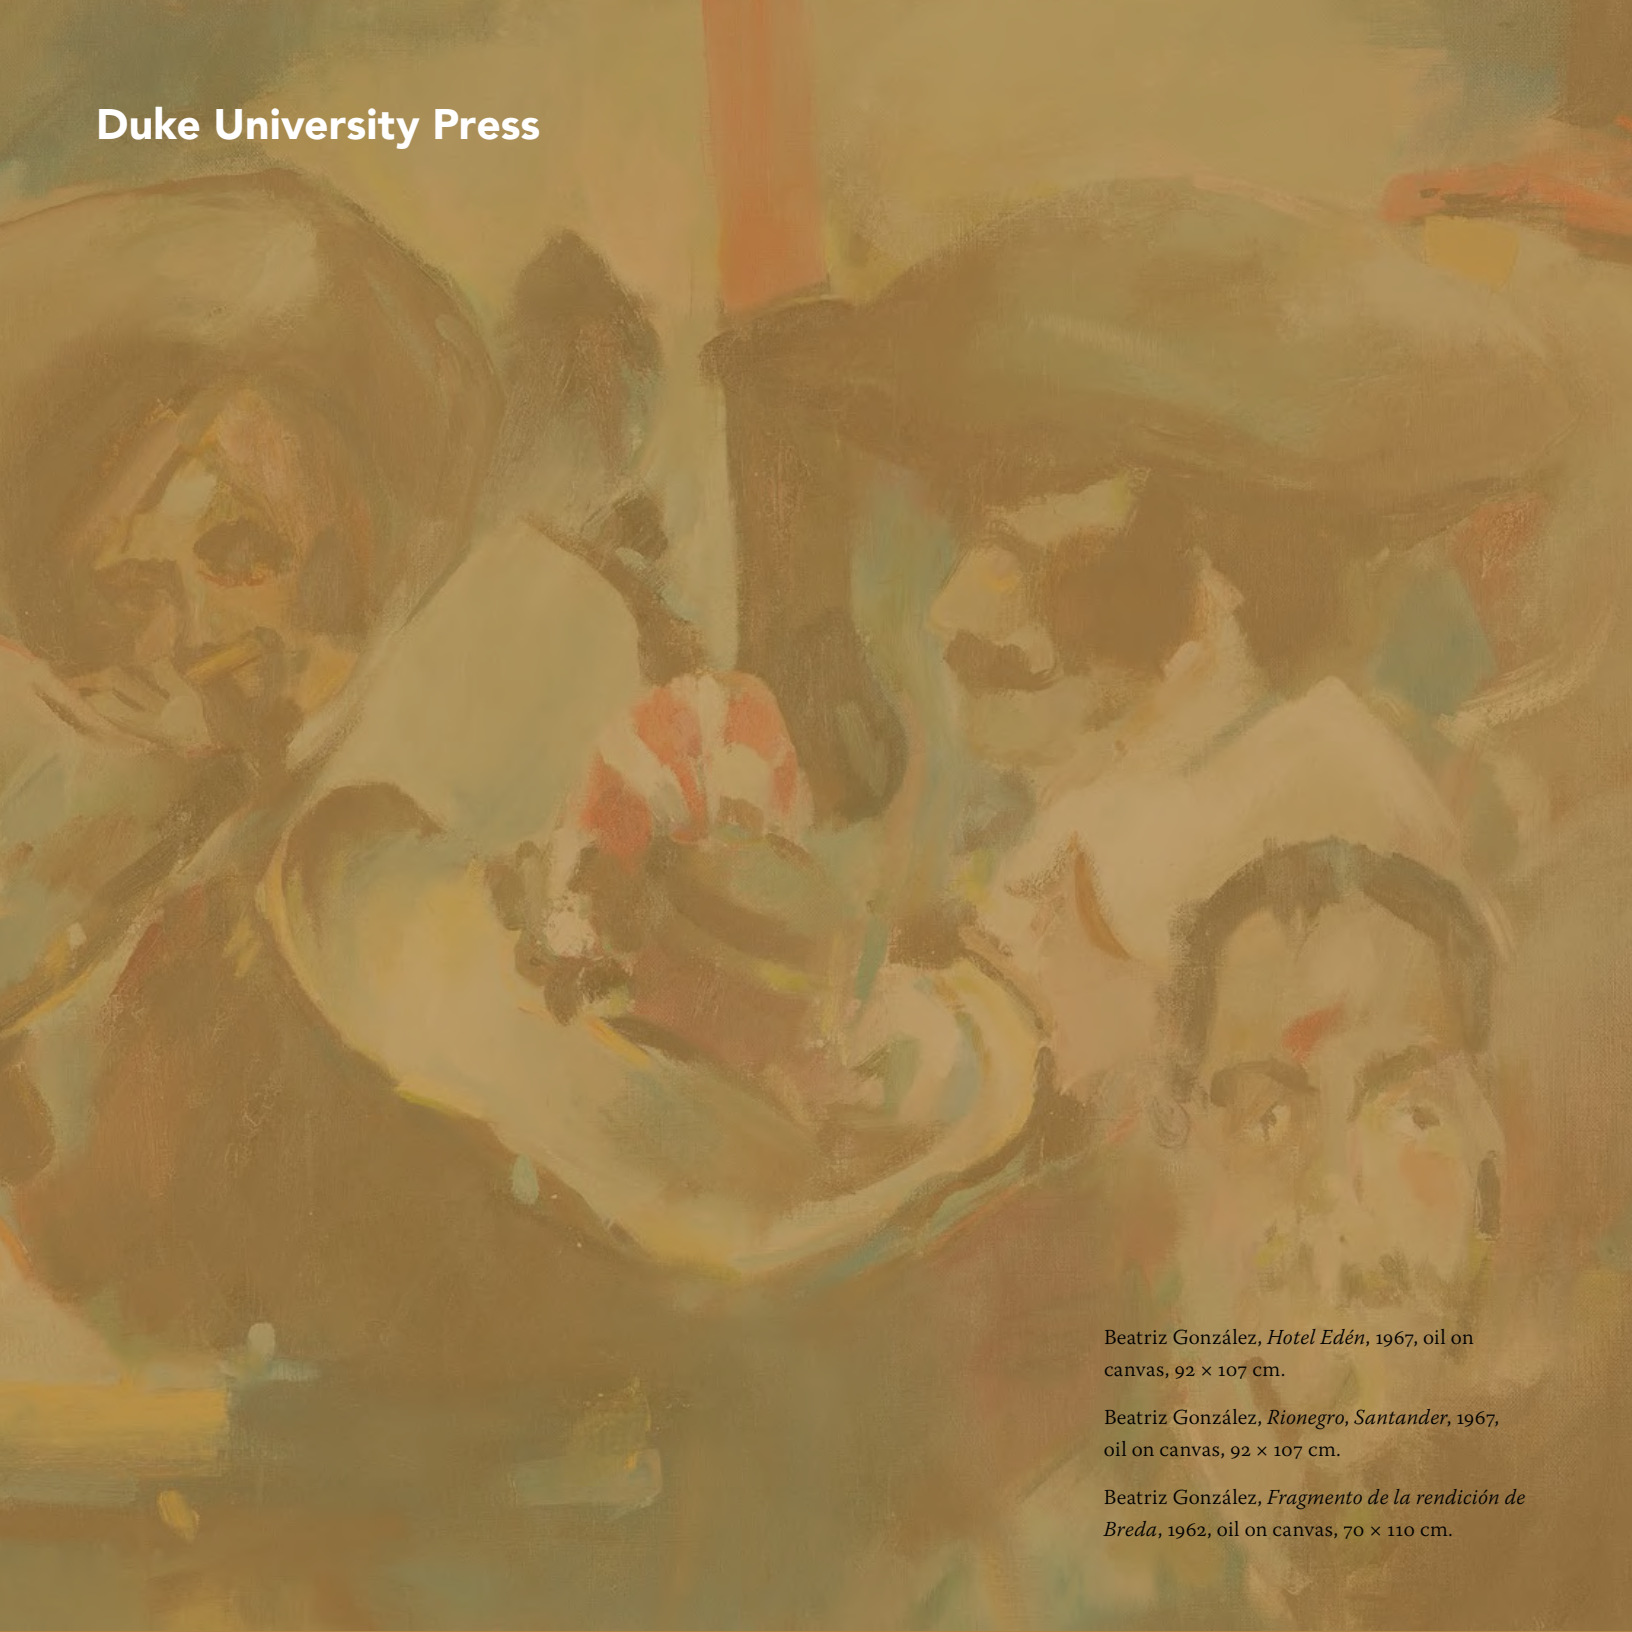 Duke University Press
Beatriz González, Hotel Edén, 1967, oil on
canvas, 92 × 107 cm.
Beatriz González, Rionegro, Santander, 1967,
oil on canvas, 92 × 107 cm.
Beatriz González, Fragmento de la rendición de
Breda, 1962, oil on canvas, 70 × 110 cm.